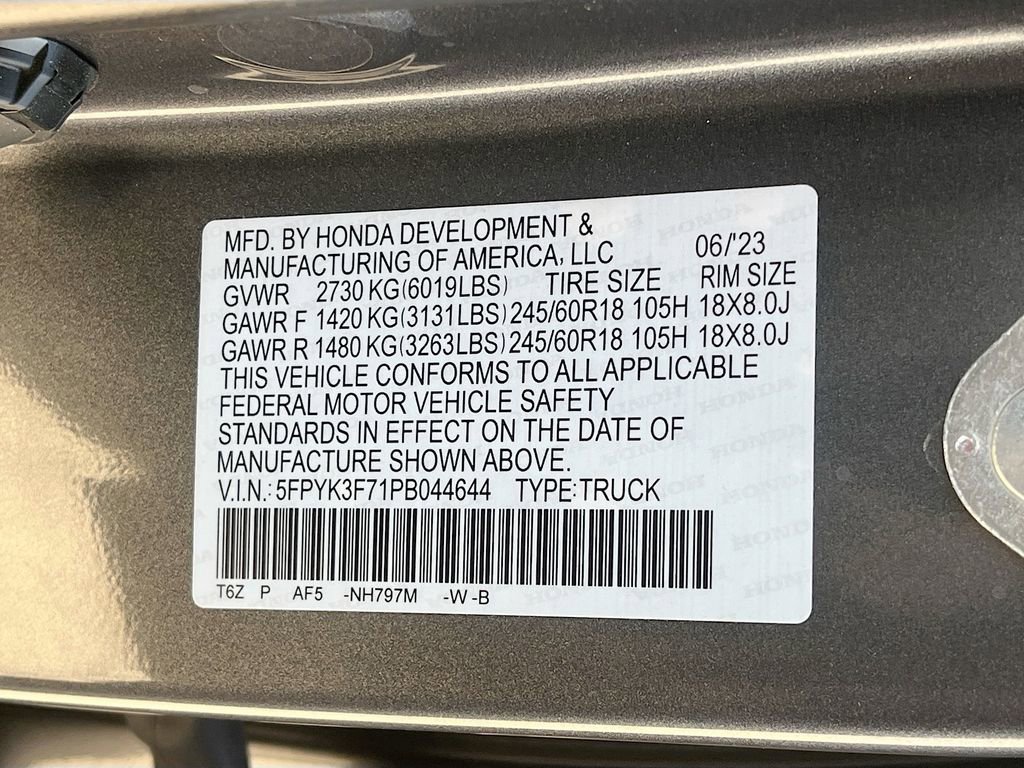 MFD. BY HONDA DEVELOPMENT &
MANUFACTURING OF AMERICA, LLC 06/'23
GVWR 2730 KG(6019LBS) TIRE SIZE RIM SIZE
GAWR F 1420 KG(3131LBS) 245/60R18 105H 18X8.0J
GAWR R 1480 KG(3263LBS) 245/60R18 105H 18X8.0J
THIS VEHICLE CONFORMS TO ALL APPLICABLE
FEDERAL MOTOR VEHICLE SAFETY
STANDARDS IN EFFECT ON THE DATE OF
MANUFACTURE SHOWN ABOVE.
V.I.N.: 5FPYK3F71PB044644 TYPE: TRUCK
T6Z P AF5 -NH797M -W -B